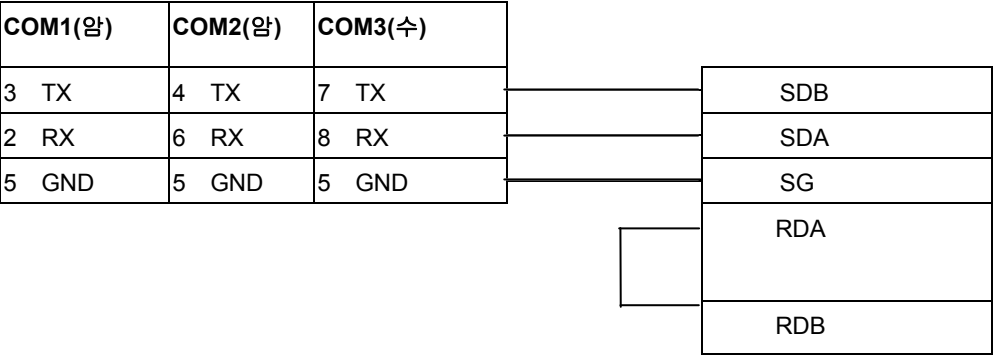 COM1(암) COM2(암) COM3(수)
3 TX 4 TX 7 TX SDB
2 RX 6 RX 8 RX SDA
5 GND 5 GND 5 GND SG
RDA
RDB